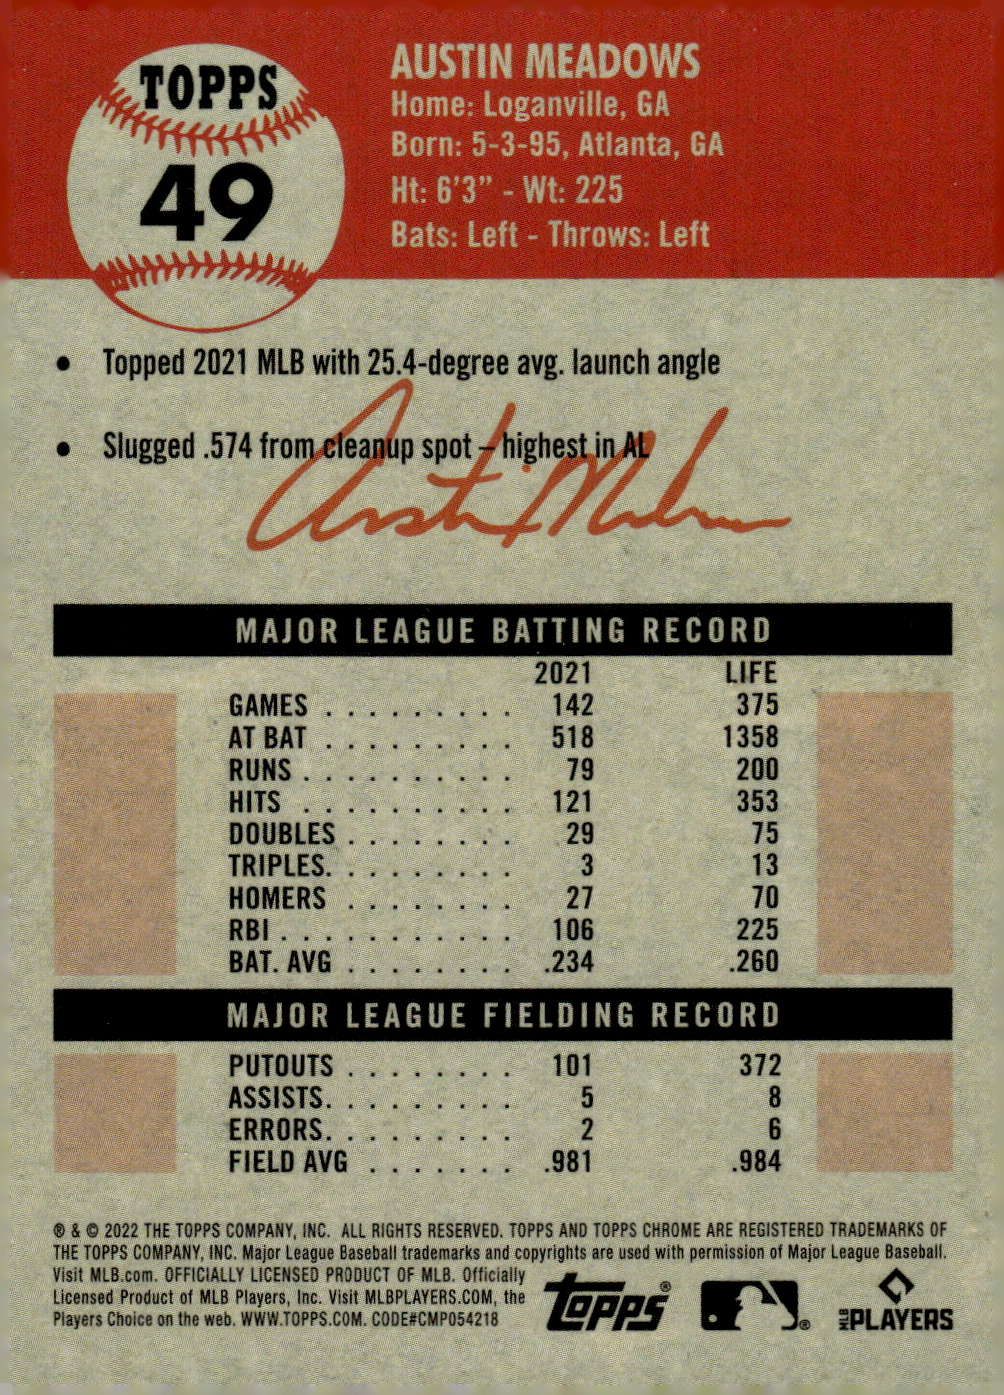 TOPPS
49
AUSTIN MEADOWS
Home: Loganville, GA
Born: 5-3-95, Atlanta, GA
Ht: 6'3" - Wt: 225
Bats: Left - Throws: Left
• Topped 2021 MLB with 25.4-degree avg. launch angle
• Slugged .574 from cleanup spot – highest in AL
MAJOR LEAGUE BATTING RECORD
2021 LIFE
GAMES . . . . . . . . . 142 375
AT BAT . . . . . . . . . 518 1358
RUNS . . . . . . . . . . 79 200
HITS . . . . . . . . . . 121 353
DOUBLES . . . . . . . . 29 75
TRIPLES. . . . . . . . . 3 13
HOMERS . . . . . . . . 27 70
RBI . . . . . . . . . . . 106 225
BAT. AVG . . . . . . . . .234 .260
MAJOR LEAGUE FIELDING RECORD
PUTOUTS . . . . . . . . 101 372
ASSISTS. . . . . . . . . 5 8
ERRORS. . . . . . . . . 2 6
FIELD AVG . . . . . . . .981 .984
® & © 2022 THE TOPPS COMPANY, INC. ALL RIGHTS RESERVED. TOPPS AND TOPPS CHROME ARE REGISTERED TRADEMARKS OF
THE TOPPS COMPANY, INC. Major League Baseball trademarks and copyrights are used with permission of Major League Baseball.
Visit MLB.com. OFFICIALLY LICENSED PRODUCT OF MLB. Officially
Licensed Product of MLB Players, Inc. Visit MLBPLAYERS.COM, the
Players Choice on the web. WWW.TOPPS.COM. CODE#CMP054218
Topps®
®
MLB PLAYERS